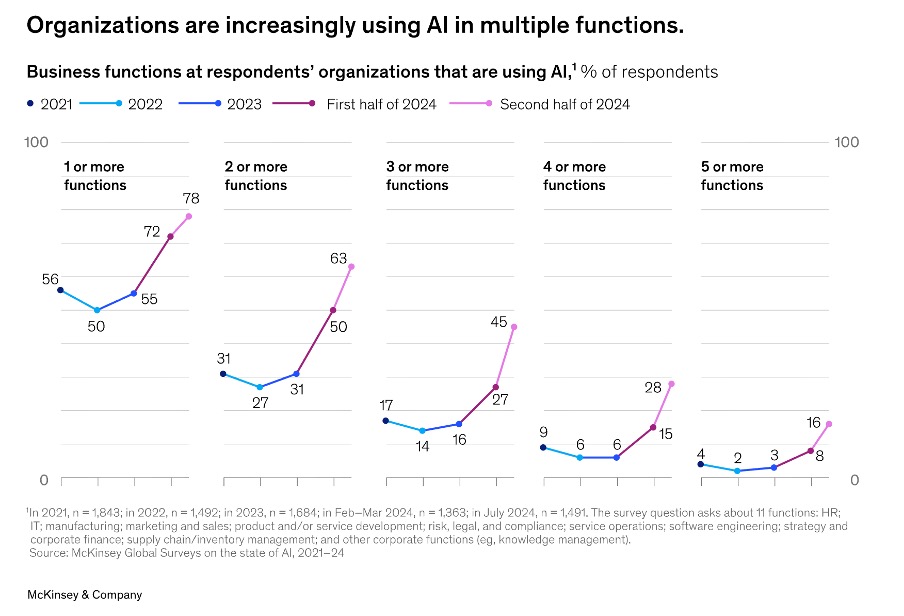 Organizations are increasingly using AI in multiple functions.
Business functions at respondents’ organizations that are using AI,¹ % of respondents
2021 2022 2023 First half of 2024 Second half of 2024
100 100
1 or more functions
2 or more functions
3 or more functions
4 or more functions
5 or more functions
56 50 55 72 78
31 27 31 50 63
17 14 16 27 45
9 6 6 15 28
4 2 3 8 16
0 0
¹In 2021, n = 1,843; in 2022, n = 1,492; in 2023, n = 1,684; in Feb–Mar 2024, n = 1,363; in July 2024, n = 1,491. The survey question asks about 11 functions: HR;
IT; manufacturing; marketing and sales; product and/or service development; risk, legal, and compliance; service operations; software engineering; strategy and
corporate finance; supply chain/inventory management; and other corporate functions (eg, knowledge management).
Source: McKinsey Global Surveys on the state of AI, 2021–24
McKinsey & Company